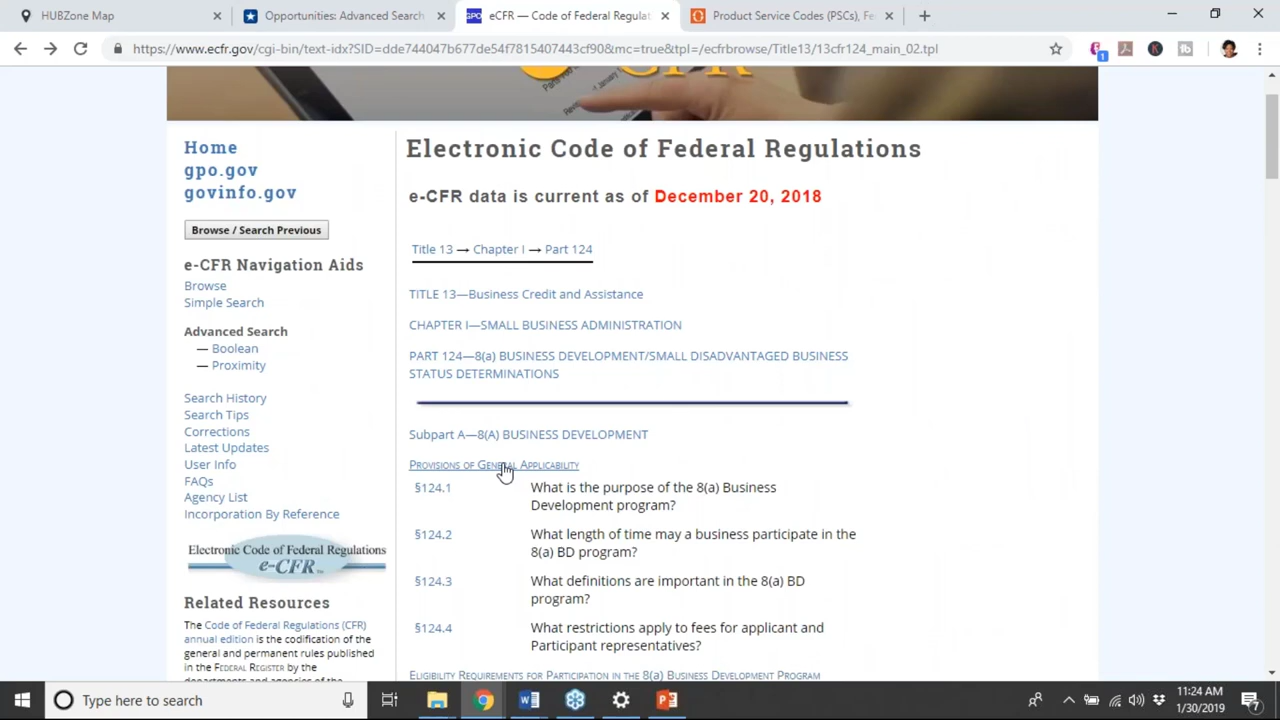 HUBZone Map
Opportunities: Advanced Search
eCFR — Code of Federal Regulat
Product Service Codes (PSCs), Fe
https://www.ecfr.gov/cgi-bin/text-idx?SID=dde744047b677de54f7815407443cf90&mc=true&tpl=/ecfrbrowse/Title13/13cfr124_main_02.tpl
1
CFR
Home
gpo.gov
govinfo.gov
Browse / Search Previous
e-CFR Navigation Aids
Browse
Simple Search
Advanced Search
— Boolean
— Proximity
Search History
Search Tips
Corrections
Latest Updates
User Info
FAQs
Agency List
Incorporation By Reference
Electronic Code of Federal Regulations
e-CFR
Related Resources
The Code of Federal Regulations (CFR)
annual edition is the codification of the
general and permanent rules published
in the Federal Register by the
departments and agencies of the
Electronic Code of Federal Regulations
e-CFR data is current as of December 20, 2018
Title 13 → Chapter I → Part 124
TITLE 13—Business Credit and Assistance
CHAPTER I—SMALL BUSINESS ADMINISTRATION
PART 124—8(a) BUSINESS DEVELOPMENT/SMALL DISADVANTAGED BUSINESS
STATUS DETERMINATIONS
Subpart A—8(A) BUSINESS DEVELOPMENT
Provisions of General Applicability
§124.1 What is the purpose of the 8(a) Business
Development program?
§124.2 What length of time may a business participate in the
8(a) BD program?
§124.3 What definitions are important in the 8(a) BD
program?
§124.4 What restrictions apply to fees for applicant and
Participant representatives?
Eligibility Requirements for Participation in the 8(a) Business Development Program
Type here to search
11:24 AM
1/30/2019
7